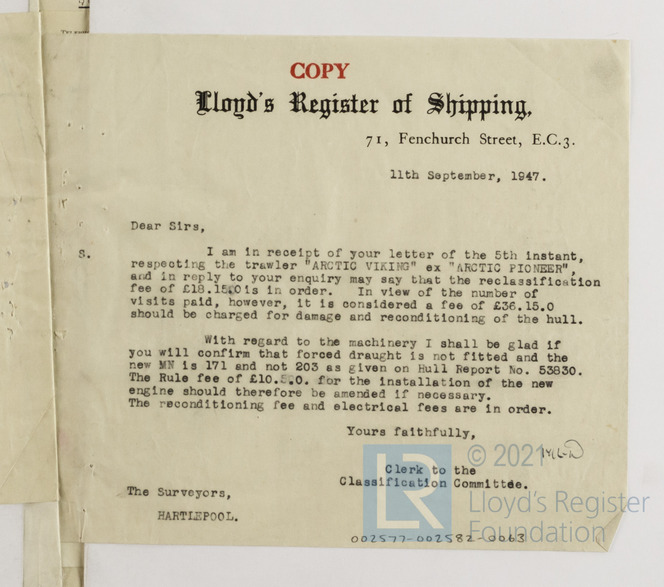 COPY
Lloyd's Register of Shipping,
71, Fenchurch Street, E.C.3.
11th September, 1947.
Dear Sirs,
S.
I am in receipt of your letter of the 5th instant,
respecting the trawler "ARCTIC VIKING" ex "ARCTIC PIONEER",
and in reply to your enquiry may say that the reclassification
fee of £18.15.0 is in order. In view of the number of
visits paid, however, it is considered a fee of £36.15.0
should be charged for damage and reconditioning of the hull.
With regard to the machinery I shall be glad if
you will confirm that forced draught is not fitted and the
new MN is 171 and not 203 as given on Hull Report No. 53830.
The Rule fee of £10.5.0. for the installation of the new
engine should therefore be amended if necessary.
The reconditioning fee and electrical fees are in order.
Yours faithfully,
Clerk to the
Classification Committee.
The Surveyors,
HARTLEPOOL.
LR
© 2021
Lloyd's Register
Foundation
002577-002582-0063